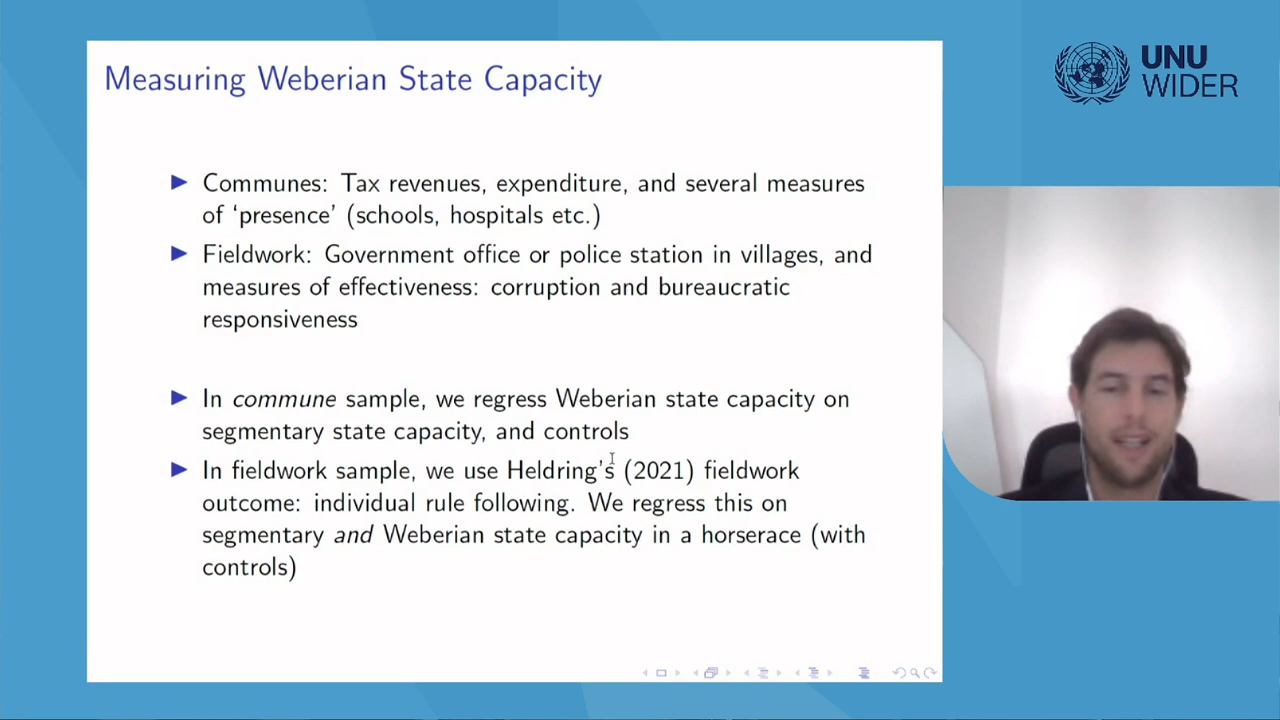 Measuring Weberian State Capacity
UNU
WIDER
Communes: Tax revenues, expenditure, and several measures
of ‘presence’ (schools, hospitals etc.)
Fieldwork: Government office or police station in villages, and
measures of effectiveness: corruption and bureaucratic
responsiveness
In commune sample, we regress Weberian state capacity on
segmentary state capacity, and controls
In fieldwork sample, we use Heldring’s (2021) fieldwork
outcome: individual rule following. We regress this on
segmentary and Weberian state capacity in a horserace (with
controls)